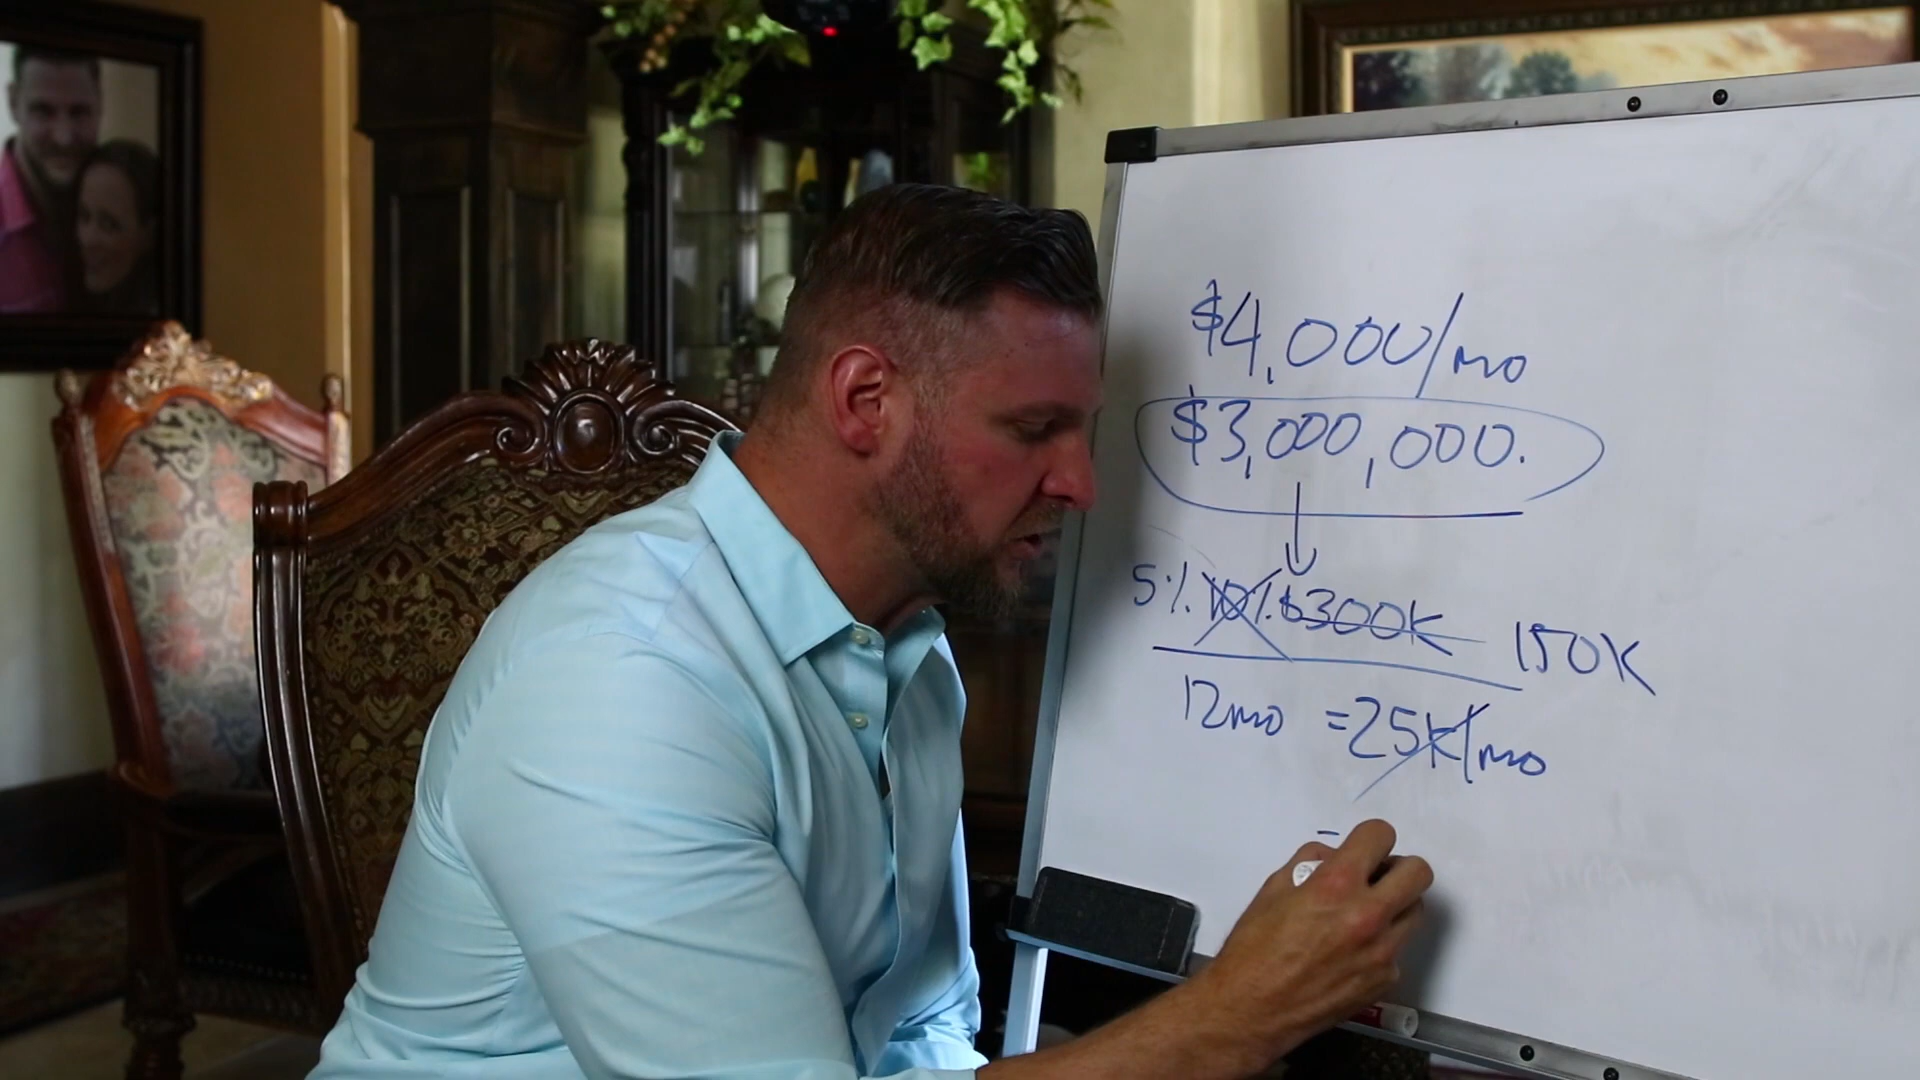 $4,000/mo
$3,000,000.
5% 10% $300K 150K
12mo =25K/mo
=